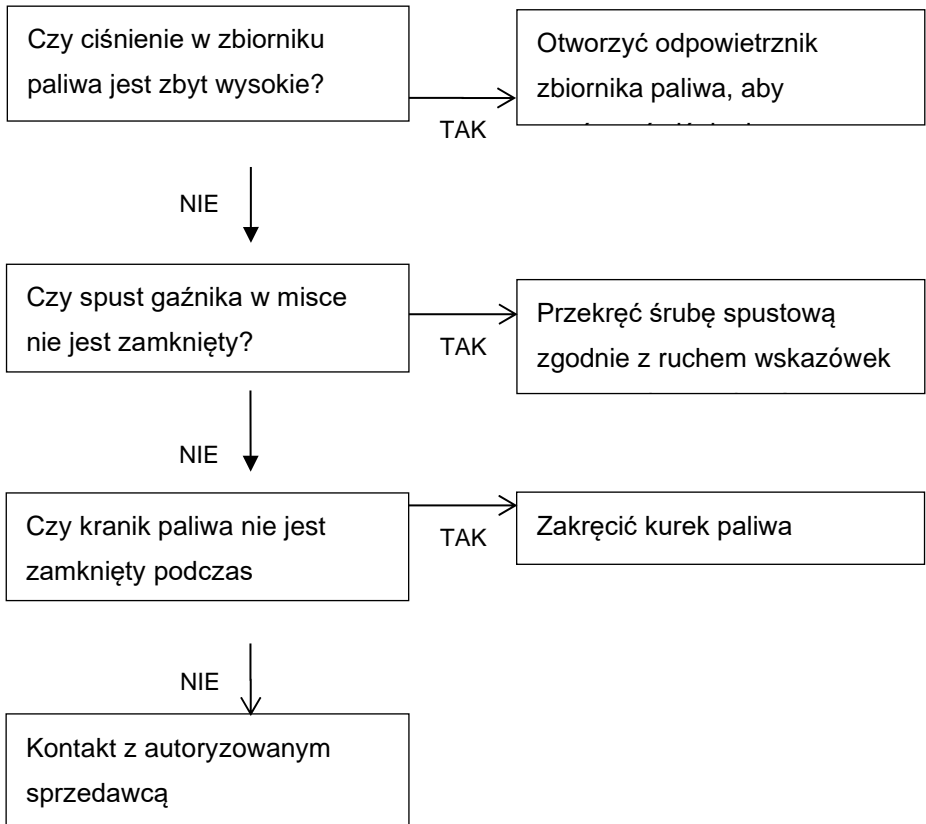 Czy ciśnienie w zbiorniku
paliwa jest zbyt wysokie?
TAK
Otworzyć odpowietrznik
zbiornika paliwa, aby
NIE
Czy spust gaźnika w misce
nie jest zamknięty?
TAK
Przekręć śrubę spustową
zgodnie z ruchem wskazówek
NIE
Czy kranik paliwa nie jest
zamknięty podczas
TAK
Zakręcić kurek paliwa
NIE
Kontakt z autoryzowanym
sprzedawcą